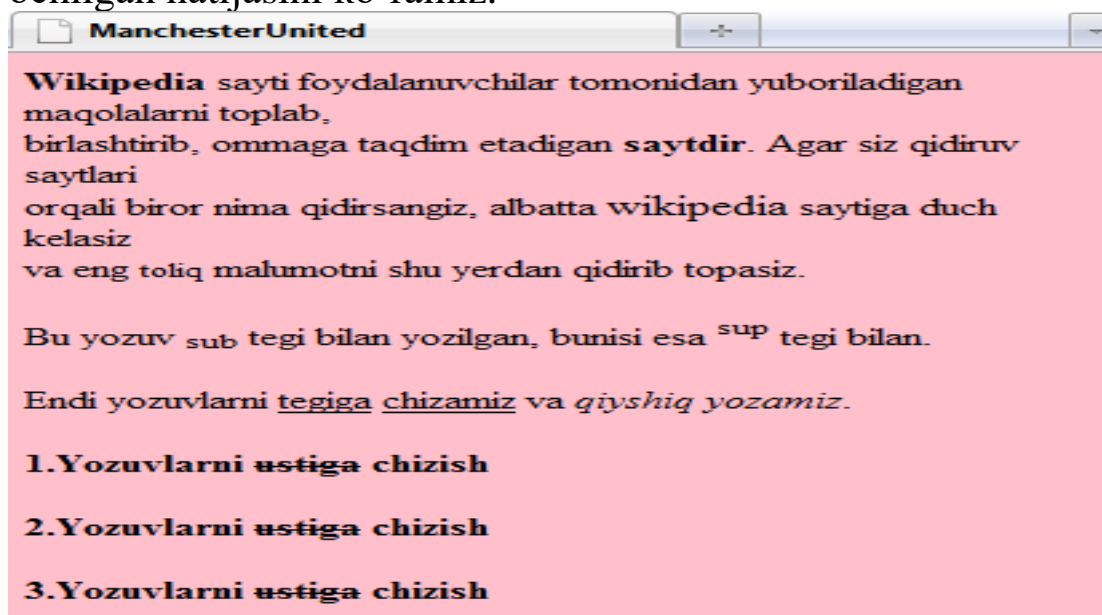 ManchesterUnited
Wikipedia sayti foydalanuvchilar tomonidan yuboriladigan
maqolalarni toplab,
birlashtirib, ommaga taqdim etadigan saytdir. Agar siz qidiruv
saytlari
orqali biror nima qidirsangiz, albatta wikipedia saytiga duch
kelasiz
va eng toliq malumotni shu yerdan qidirib topasiz.
Bu yozuv sub tegi bilan yozilgan, bunisi esa sup tegi bilan.
Endi yozuvlarni tegiga chizamiz va qiyshiq yozamiz.
1.Yozuvlarni ustiga chizish
2.Yozuvlarni ustiga chizish
3.Yozuvlarni ustiga chizish